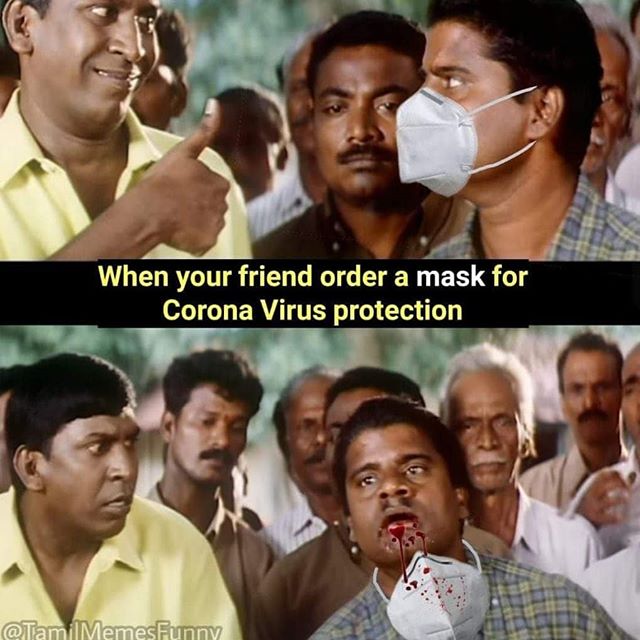 When your friend order a mask for
Corona Virus protection
@TamilMemesFunny